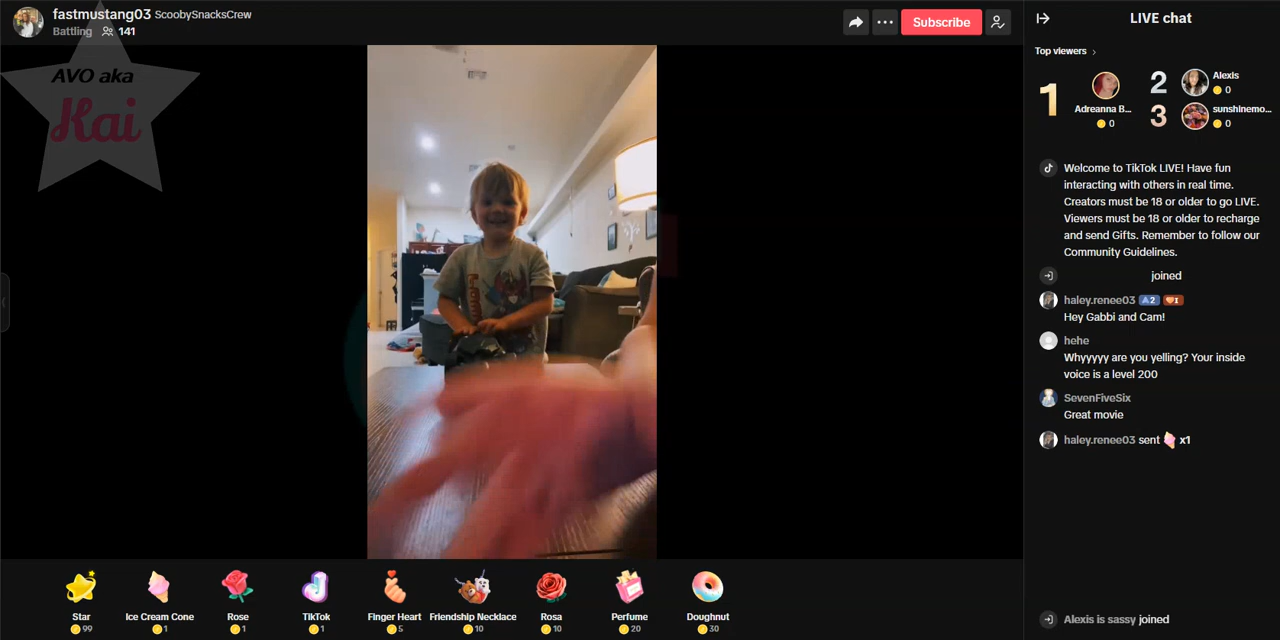 fastmustang03 ScoobySnacksCrew
Battling 141
Subscribe
AVO aka
Kai
LIVE chat
Top viewers
1
Adreanna B...
0
2
Alexis
0
3
sunshinemo...
0
Welcome to TikTok LIVE! Have fun
interacting with others in real time.
Creators must be 18 or older to go LIVE.
Viewers must be 18 or older to recharge
and send Gifts. Remember to follow our
Community Guidelines.
joined
haley.renee03 2 I
Hey Gabbi and Cam!
hehe
Whyyyyy are you yelling? Your inside
voice is a level 200
SevenFiveSix
Great movie
haley.renee03 sent x1
Star
99
Ice Cream Cone
1
Rose
1
TikTok
1
Finger Heart
5
Friendship Necklace
10
Rosa
10
Perfume
20
Doughnut
30
Alexis is sassy joined